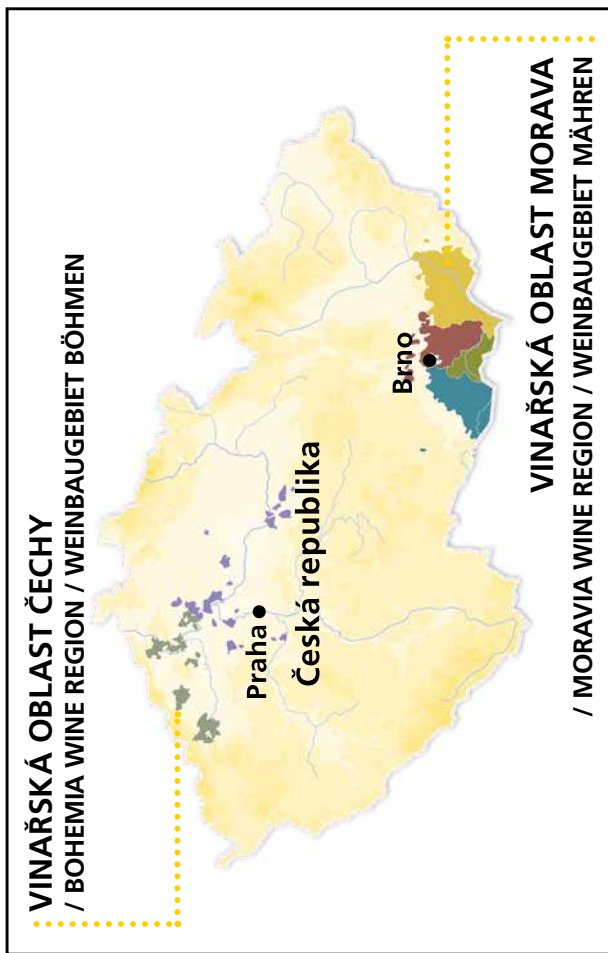 VINAŘSKÁ OBLAST ČECHY
/ BOHEMIA WINE REGION / WEINBAUGEBIET BÖHMEN
Praha
Česká republika
Brno
VINAŘSKÁ OBLAST MORAVA
/ MORAVIA WINE REGION / WEINBAUGEBIET MÄHREN